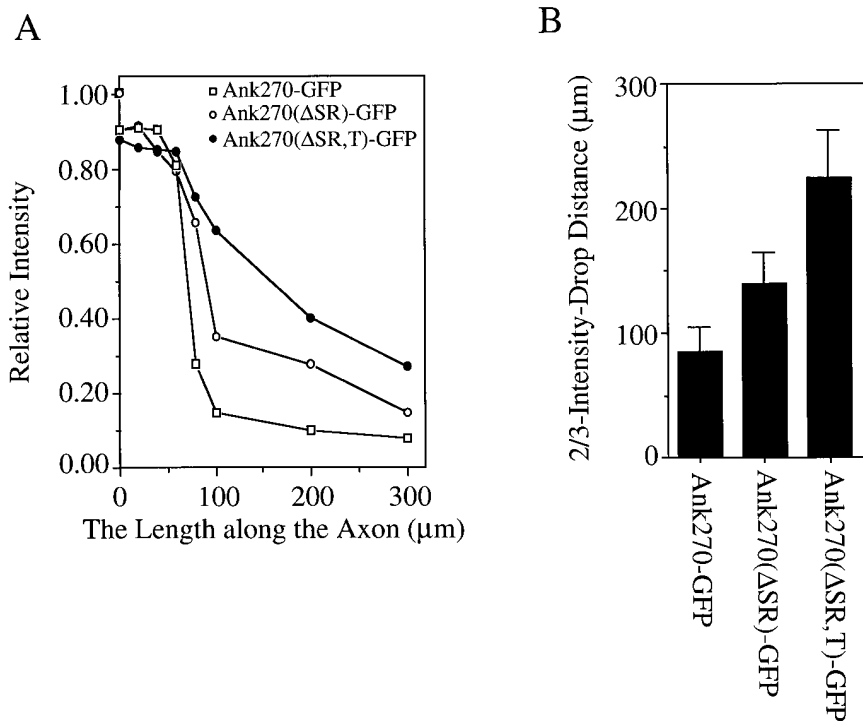 A
Relative Intensity
1.00
0.80
0.60
0.40
0.20
0.00
Ank270-GFP
Ank270(ΔSR)-GFP
Ank270(ΔSR,T)-GFP
0
100
200
300
The Length along the Axon (μm)
B
2/3-Intensity-Drop Distance (μm)
300
200
100
0
Ank270-GFP
Ank270(ΔSR)-GFP
Ank270(ΔSR,T)-GFP